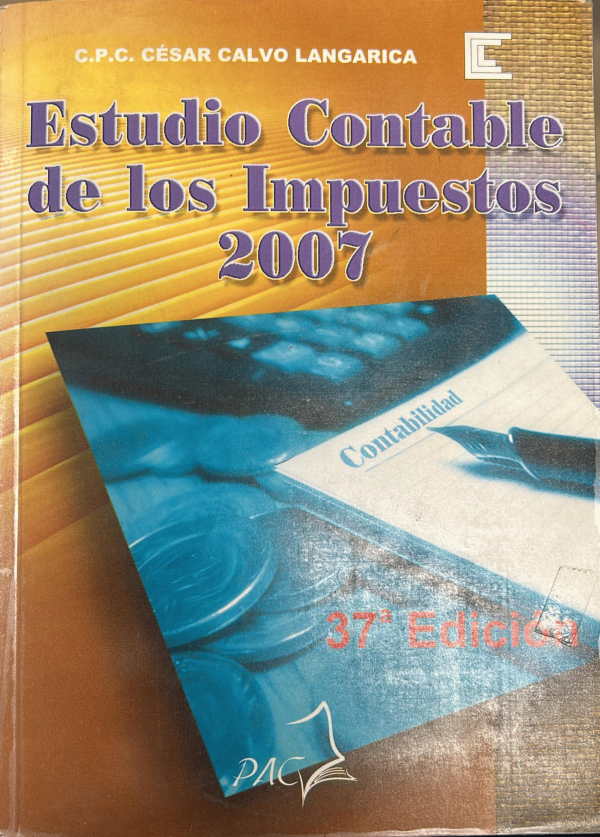 C.P.C. CÉSAR CALVO LANGARICA
Estudio Contable
de los Impuestos
2007
Contabilidad
37ª Edición
PAC